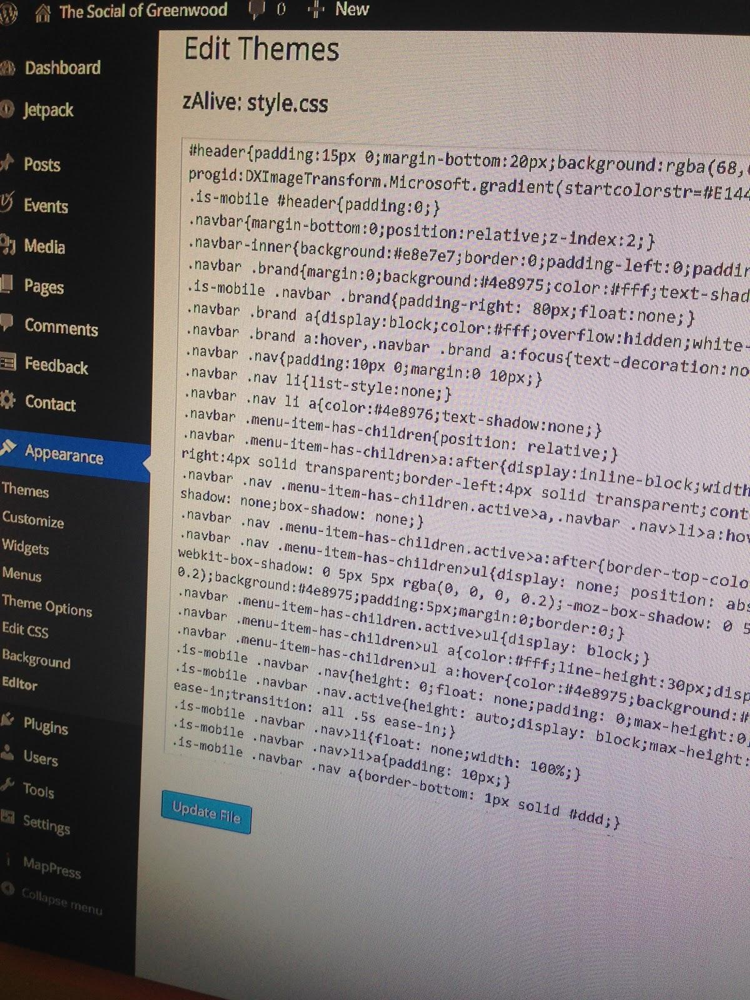 The Social of Greenwood 0 New
Edit Themes
zAlive: style.css
Dashboard
Jetpack
Posts
Events
Media
Pages
Comments
Feedback
Contact
Appearance
Themes
Customize
Widgets
Menus
Theme Options
Edit CSS
Background
Editor
Plugins
Users
Tools
Settings
MapPress
Collapse menu
#header{padding:15px 0;margin-bottom:20px;background:rgba(68,
progid:DXImageTransform.Microsoft.gradient(startcolorstr=#E144
.is-mobile #header{padding:0;}
.navbar{margin-bottom:0;position:relative;z-index:2;}
.navbar-inner{background:#e8e7e7;border:0;padding-left:0;paddin
.navbar .brand{margin:0;background:#4e8975;color:#fff;text-shad
.is-mobile .navbar .brand{padding-right: 80px;float:none;}
.navbar .brand a{display:block;color:#fff;overflow:hidden;white-
.navbar .brand a:hover,.navbar .brand a:focus{text-decoration:no
.navbar .nav{padding:10px 0;margin:0 10px;}
.navbar .nav li{list-style:none;}
.navbar .nav li a{color:#4e8976;text-shadow:none;}
.navbar .menu-item-has-children{position: relative;}
.navbar .menu-item-has-children>a:after{display:inline-block;width
right:4px solid transparent;border-left:4px solid transparent;cont
.navbar .nav .menu-item-has-children.active>a,.navbar .nav>li>a:hov
shadow: none;box-shadow: none;}
.navbar .nav .menu-item-has-children.active>a:after{border-top-colo
.navbar .nav .menu-item-has-children>ul{display: none; position: abs
webkit-box-shadow: 0 5px 5px rgba(0, 0, 0, 0.2);-moz-box-shadow: 0 5
0.2);background:#4e8975;padding:5px;margin:0;border:0;}
.navbar .menu-item-has-children.active>ul{display: block;}
.navbar .menu-item-has-children>ul a{color:#fff;line-height:30px;disp
.navbar .menu-item-has-children>ul a:hover{color:#4e8975;background:#
.is-mobile .navbar .nav{height: 0;float: none;padding: 0;max-height:0
.is-mobile .navbar .nav.active{height: auto;display: block;max-height:
ease-in;transition: all .5s ease-in;}
.is-mobile .navbar .nav>li{float: none;width: 100%;}
.is-mobile .navbar .nav>li>a{padding: 10px;}
.is-mobile .navbar .nav a{border-bottom: 1px solid #ddd;}
Update File